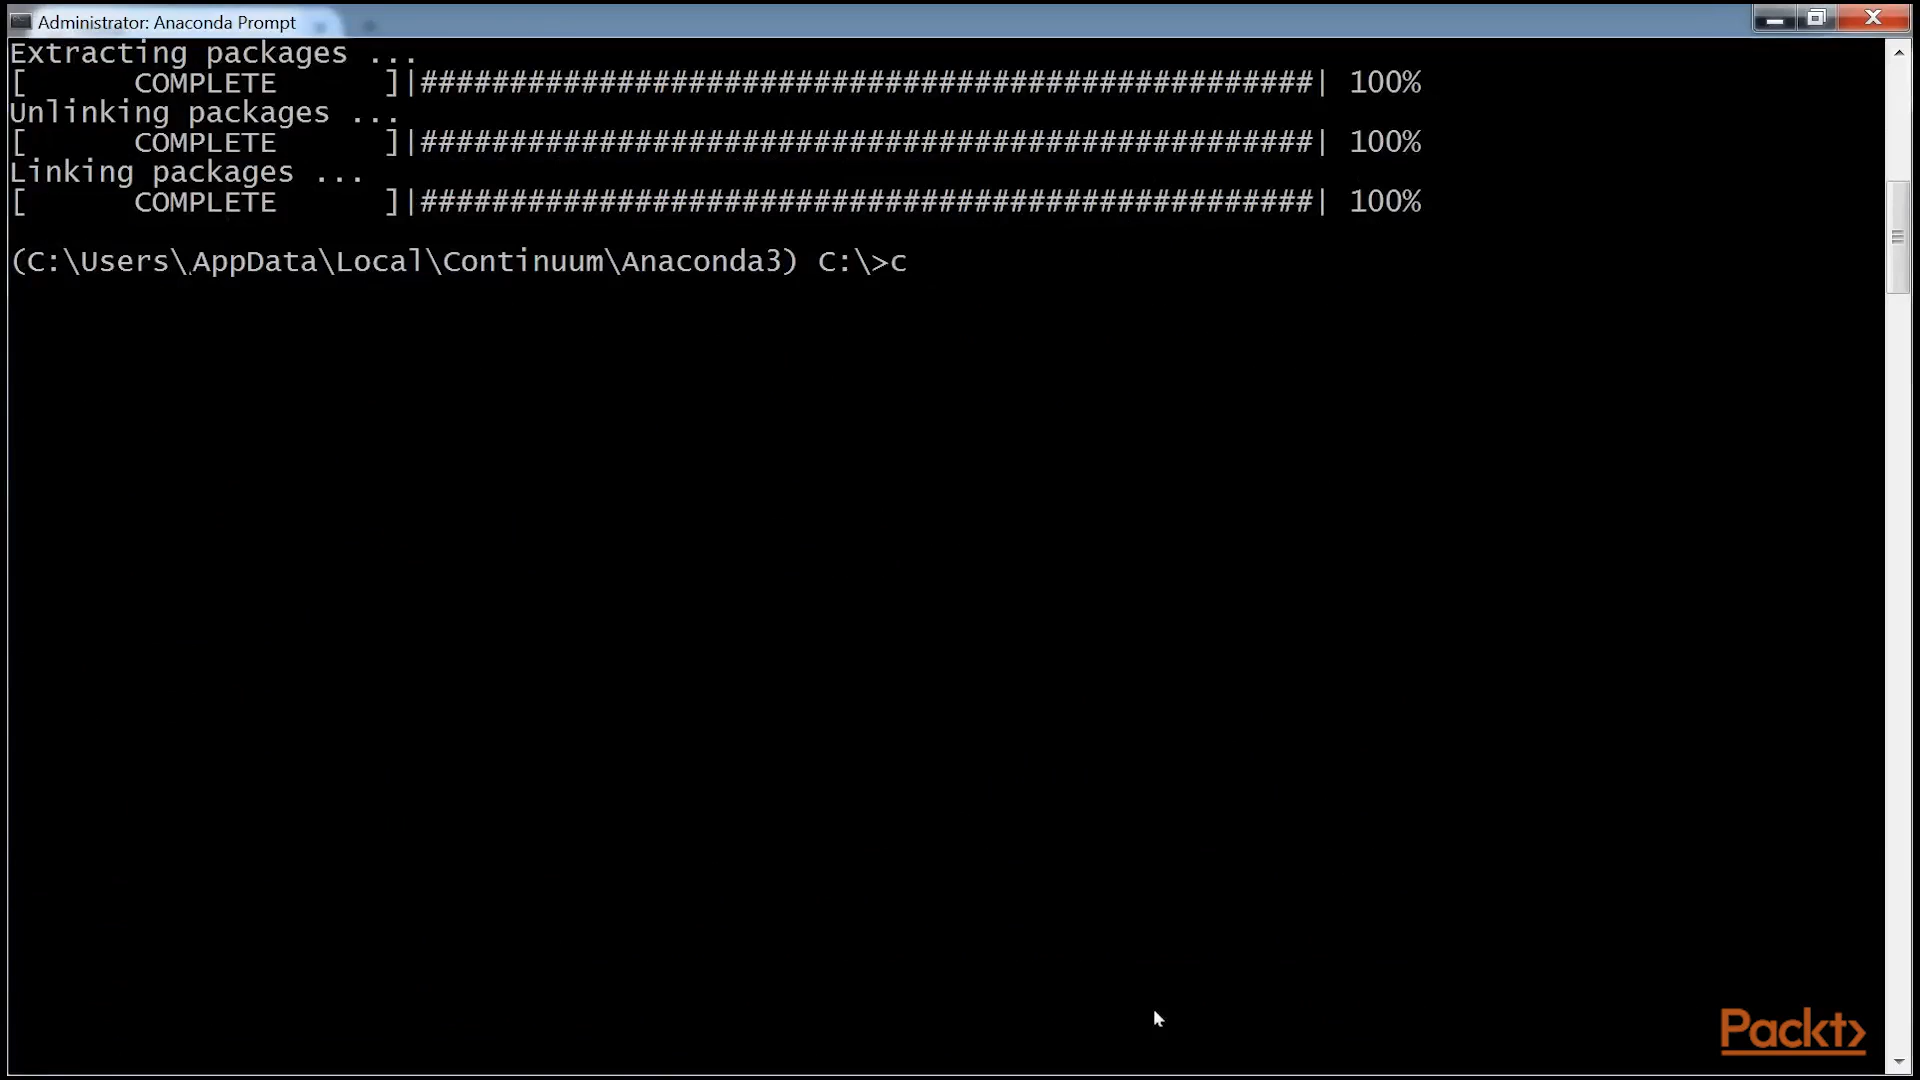 Administrator: Anaconda Prompt
Extracting packages ...
[      COMPLETE      ]|##################################################| 100%
Unlinking packages ...
[      COMPLETE      ]|##################################################| 100%
Linking packages ...
[      COMPLETE      ]|##################################################| 100%
(C:\Users\AppData\Local\Continuum\Anaconda3) C:\>c
Packt>